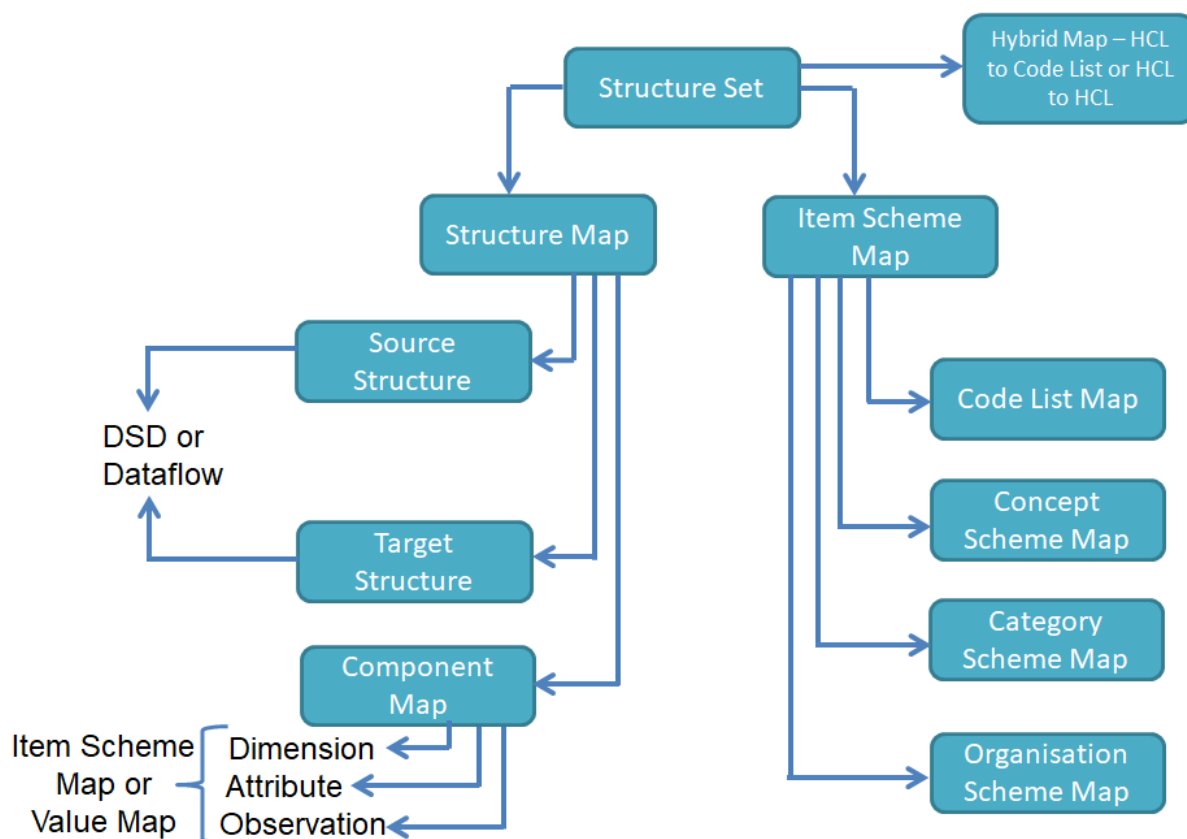 Hybrid Map – HCL
to Code List or HCL
to HCL
Structure Set
Structure Map
Item Scheme
Map
Source
Structure
DSD or
Dataflow
Code List Map
Concept
Scheme Map
Target
Structure
Category
Scheme Map
Component
Map
Item Scheme
Map or
Value Map
Dimension
Attribute
Observation
Organisation
Scheme Map